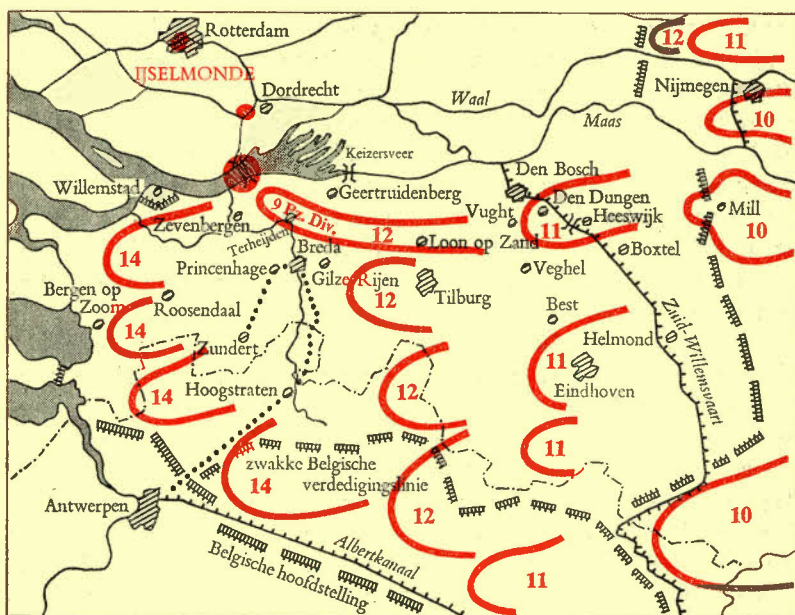 Rotterdam
IJSELMONDE
Dordrecht
Waal
Maas
12
11
Nijmegen
10
Keizersveer
Willemstad
Geertruidenberg
Den Bosch
Den Dungen
Heeswijk
Vught
11
Mill
10
Zevenbergen
9 Pz. Div.
12
Terheijden
Loon op Zand
Boxtel
14
Breda
Princenhage
Gilze-Rijen
Veghel
12
Tilburg
Bergen op
Zoom
Roosendaal
14
Best
Zuid-Willemsvaart
Zundert
Helmond
11
Eindhoven
14
Hoogstraten
12
11
zwakke Belgische
verdedigingslinie
14
Antwerpen
12
10
Albertkanaal
Belgische hoofdstelling
11